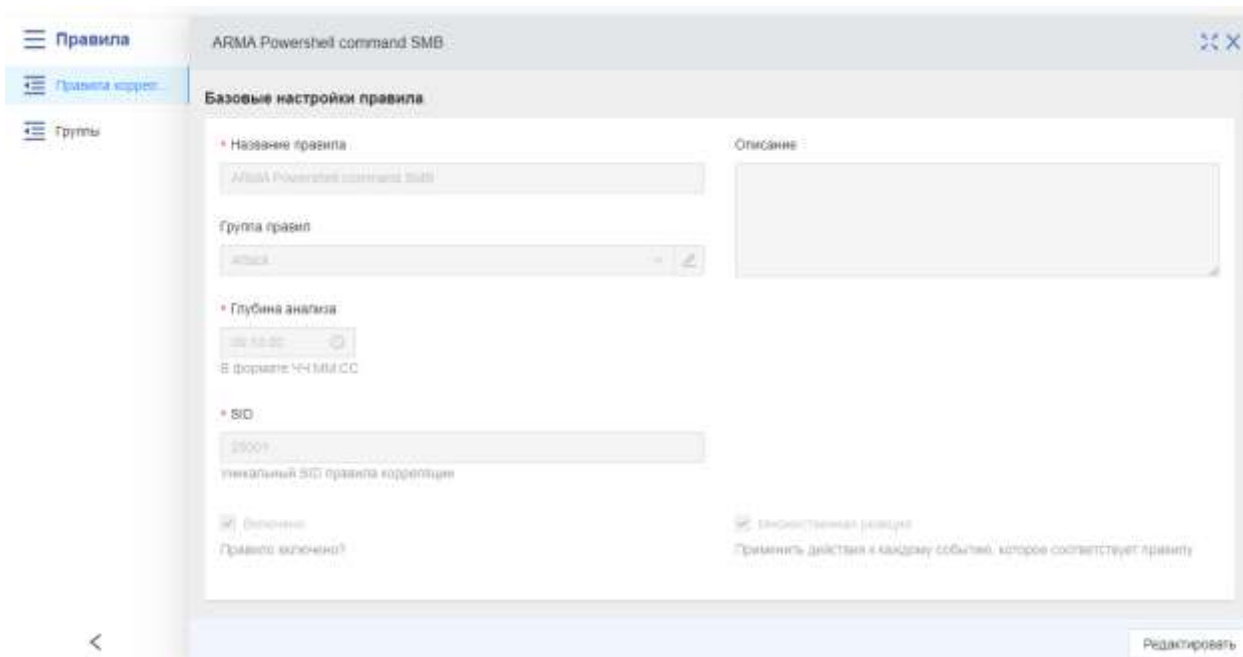 Правила
Правила коррел...
Группы
ARMA Powershell command SMB
Базовые настройки правила
* Название правила
ARMA Powershell command SMB
Группа правил
* Глубина анализа
В формате ЧЧ:ММ:СС
* SID
Уникальный SID правила корреляции
Включено
Правило включено?
Описание
Множественная реакция
Применить действия к каждому событию, которое соответствует правилу
Редактировать